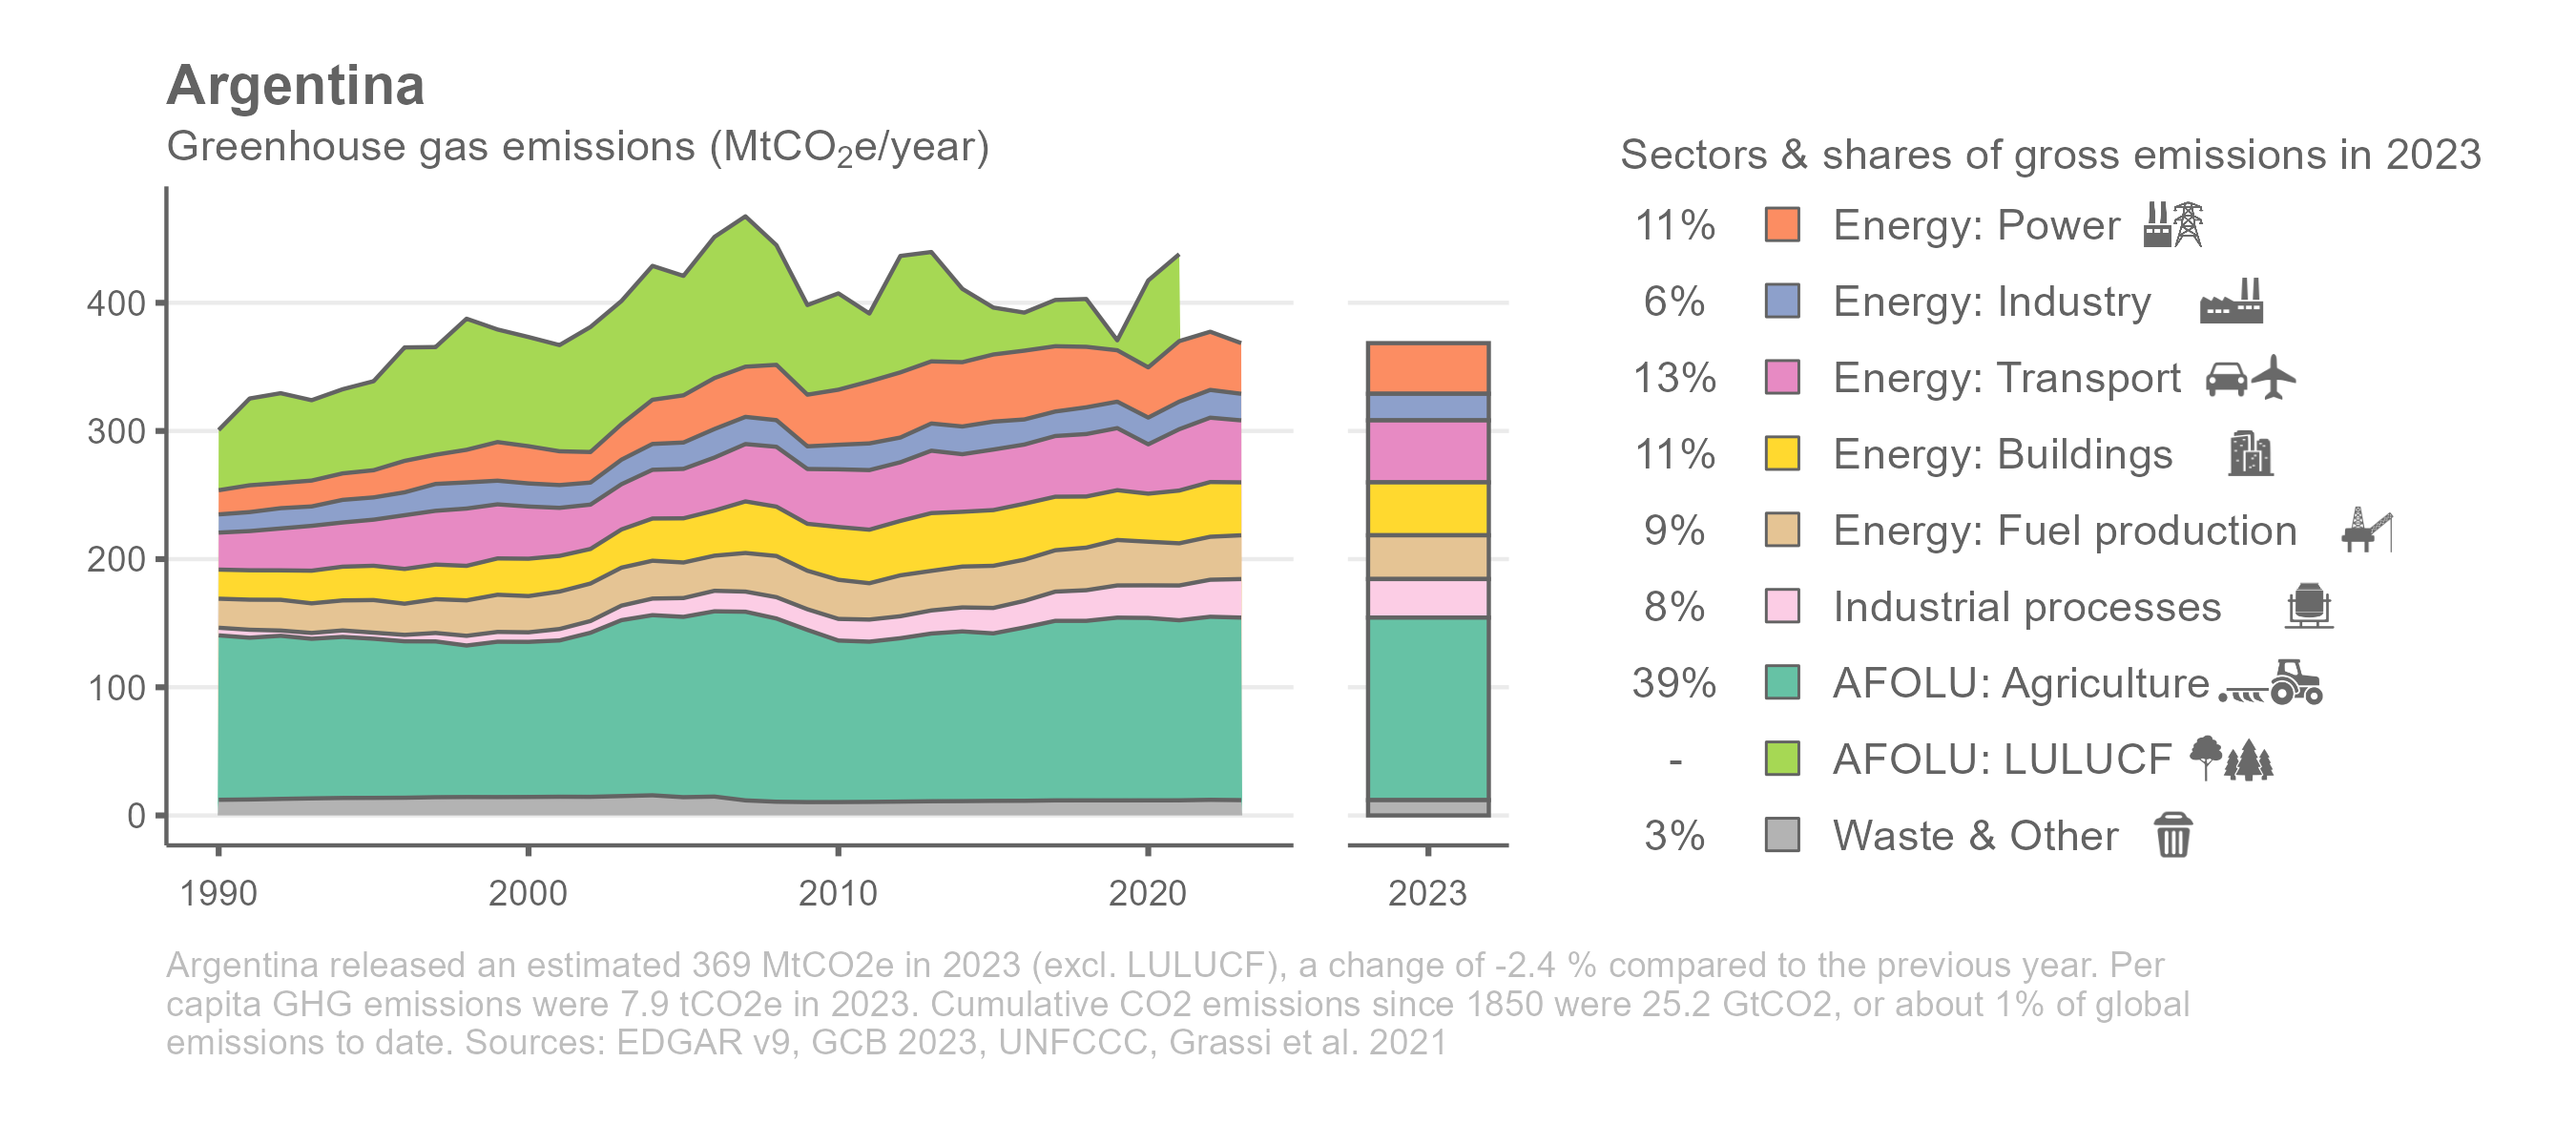 Argentina
Greenhouse gas emissions (MtCO₂e/year)
400
300
200
100
0
1990 2000 2010 2020 2023
Sectors & shares of gross emissions in 2023
11% Energy: Power
6% Energy: Industry
13% Energy: Transport
11% Energy: Buildings
9% Energy: Fuel production
8% Industrial processes
39% AFOLU: Agriculture
- AFOLU: LULUCF
3% Waste & Other
Argentina released an estimated 369 MtCO2e in 2023 (excl. LULUCF), a change of -2.4 % compared to the previous year. Per
capita GHG emissions were 7.9 tCO2e in 2023. Cumulative CO2 emissions since 1850 were 25.2 GtCO2, or about 1% of global
emissions to date. Sources: EDGAR v9, GCB 2023, UNFCCC, Grassi et al. 2021